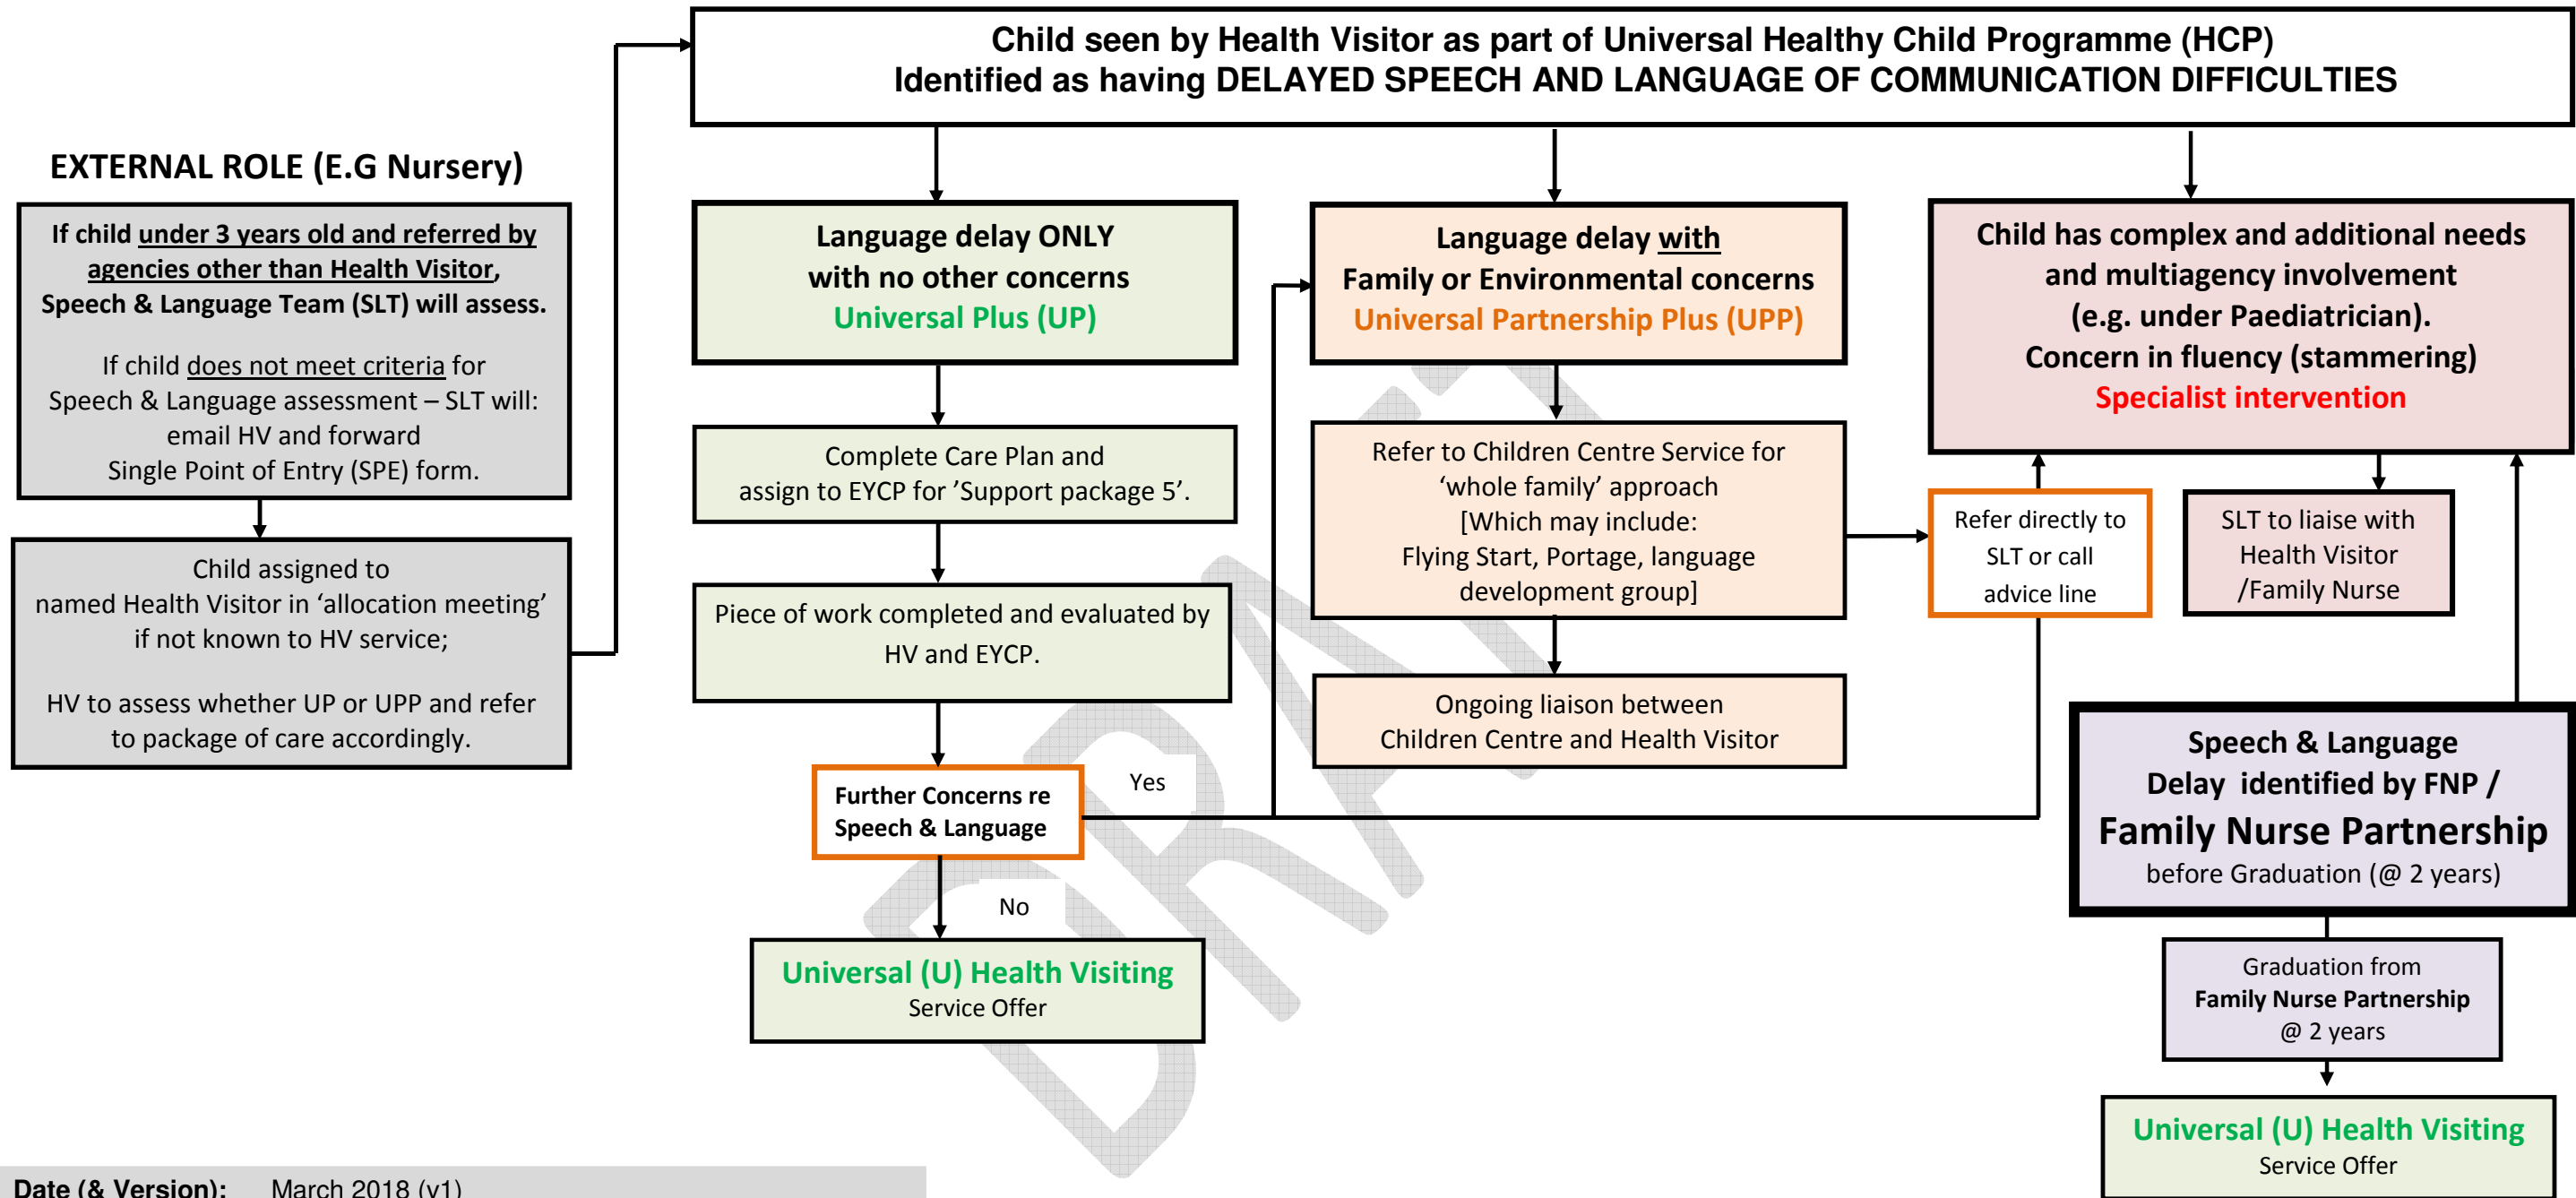 Child seen by Health Visitor as part of Universal Healthy Child Programme (HCP)
Identified as having DELAYED SPEECH AND LANGUAGE OF COMMUNICATION DIFFICULTIES
EXTERNAL ROLE (E.G Nursery)
If child under 3 years old and referred by
agencies other than Health Visitor,
Speech & Language Team (SLT) will assess.
If child does not meet criteria for
Speech & Language assessment – SLT will:
email HV and forward
Single Point of Entry (SPE) form.
Child assigned to
named Health Visitor in ‘allocation meeting’
if not known to HV service;
HV to assess whether UP or UPP and refer
to package of care accordingly.
Language delay ONLY
with no other concerns
Universal Plus (UP)
Complete Care Plan and
assign to EYCP for ’Support package 5’.
Piece of work completed and evaluated by
HV and EYCP.
Further Concerns re
Speech & Language
Yes
No
Universal (U) Health Visiting
Service Offer
Language delay with
Family or Environmental concerns
Universal Partnership Plus (UPP)
Refer to Children Centre Service for
‘whole family’ approach
[Which may include:
Flying Start, Portage, language
development group]
Ongoing liaison between
Children Centre and Health Visitor
Child has complex and additional needs
and multiagency involvement
(e.g. under Paediatrician).
Concern in fluency (stammering)
Specialist intervention
Refer directly to
SLT or call
advice line
SLT to liaise with
Health Visitor
/Family Nurse
Speech & Language
Delay identified by FNP /
Family Nurse Partnership
before Graduation (@ 2 years)
Graduation from
Family Nurse Partnership
@ 2 years
Universal (U) Health Visiting
Service Offer
DRAFT
Date (& Version): March 2018 (v1)